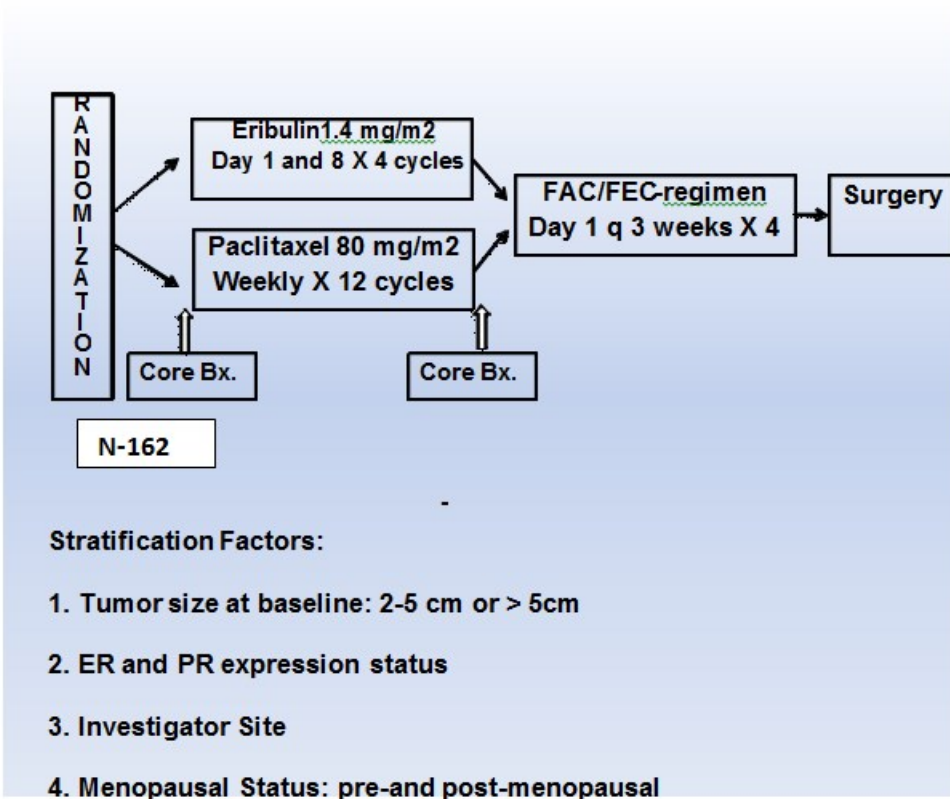 RANDOMIZATION
Eribulin1.4 mg/m2
Day 1 and 8 X 4 cycles
Paclitaxel 80 mg/m2
Weekly X 12 cycles
FAC/FEC-regimen
Day 1 q 3 weeks X 4
Surgery
Core Bx.
Core Bx.
N-162
-
Stratification Factors:
1. Tumor size at baseline: 2-5 cm or > 5cm
2. ER and PR expression status
3. Investigator Site
4. Menopausal Status: pre-and post-menopausal